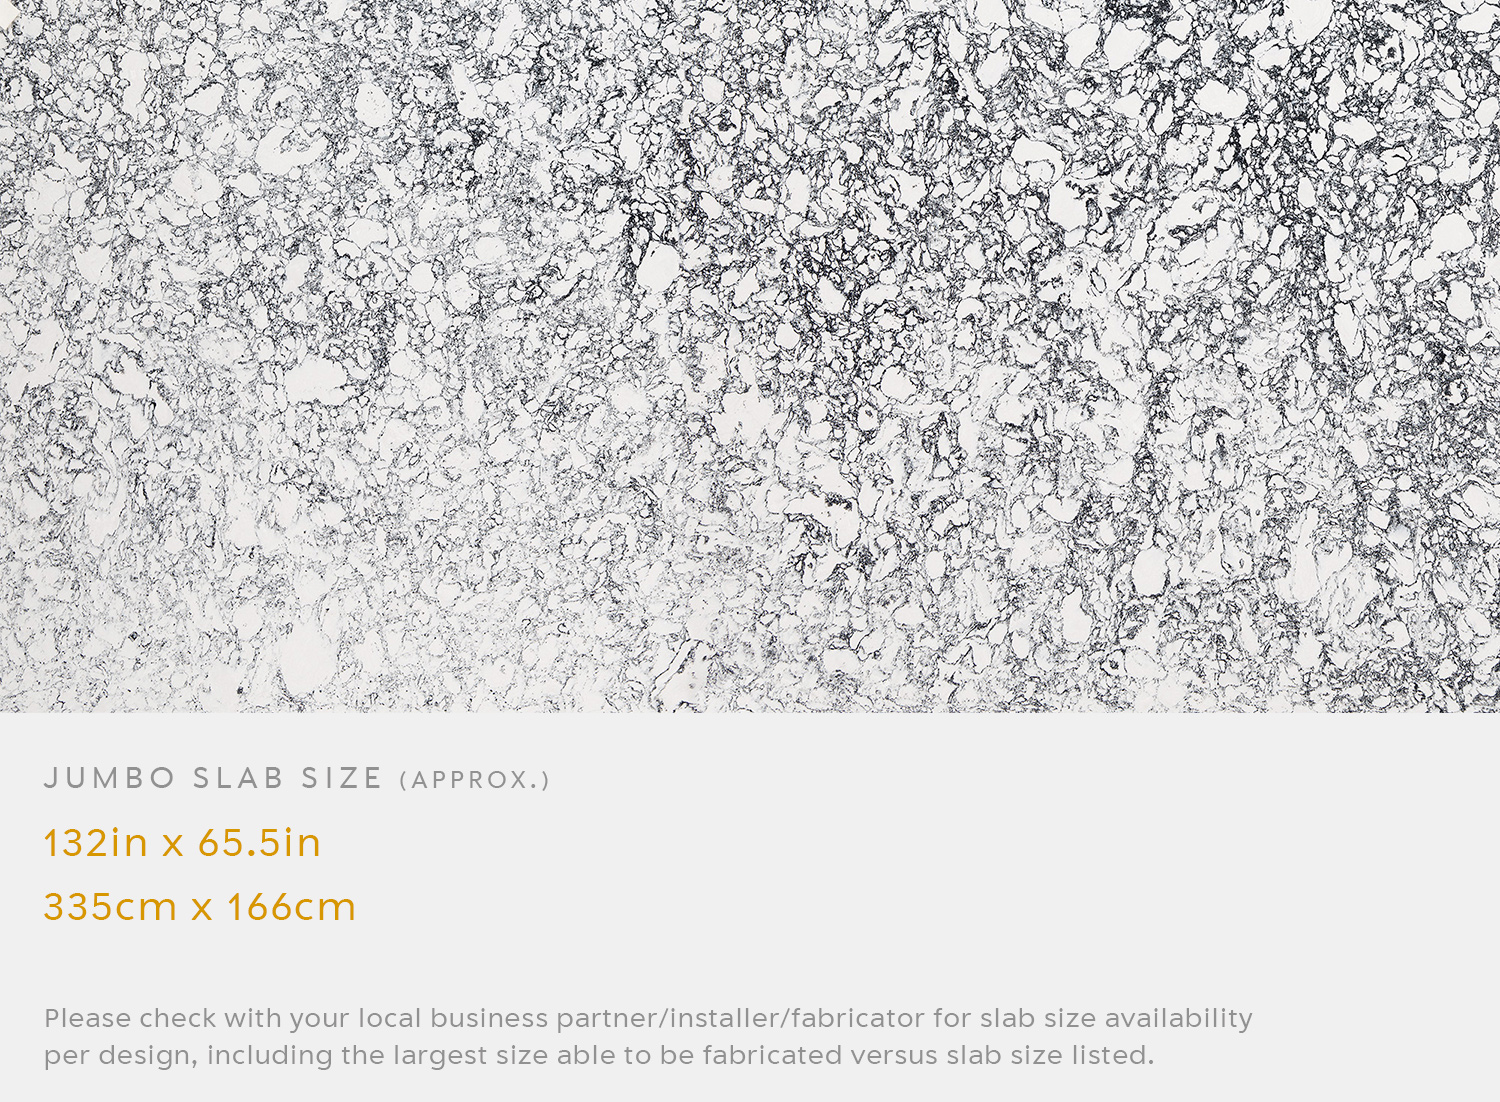 JUMBO SLAB SIZE (APPROX.)
132in x 65.5in
335cm x 166cm
Please check with your local business partner/installer/fabricator for slab size availability
per design, including the largest size able to be fabricated versus slab size listed.